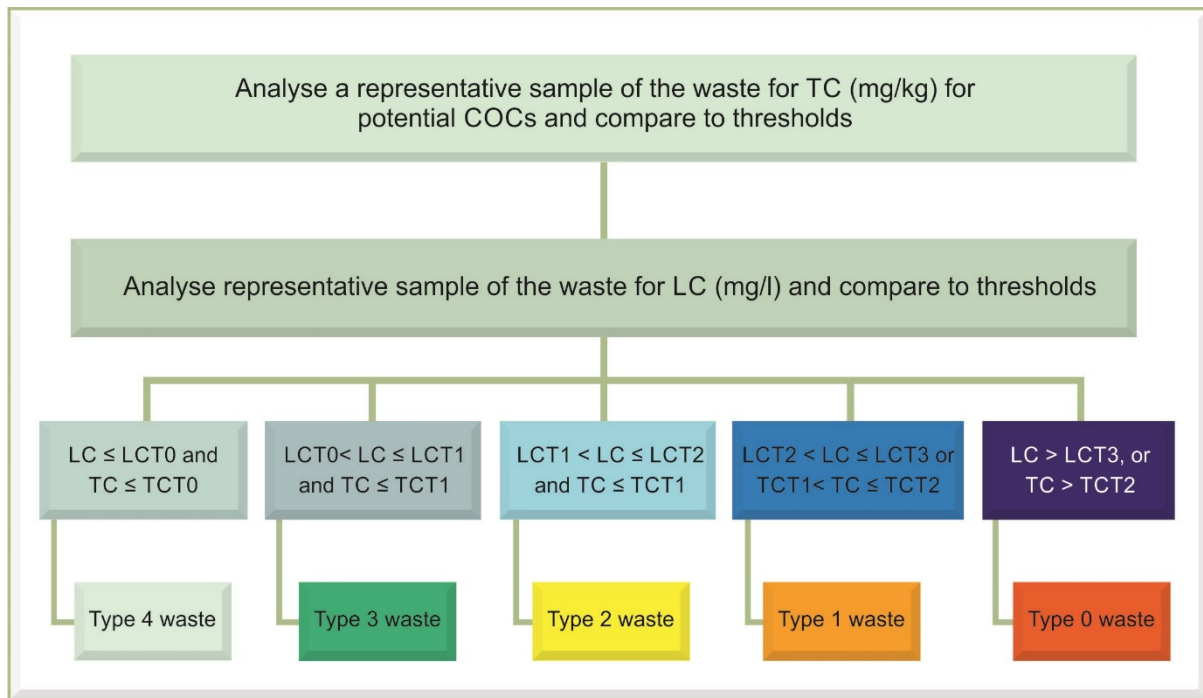 Analyse a representative sample of the waste for TC (mg/kg) for
potential COCs and compare to thresholds
Analyse representative sample of the waste for LC (mg/l) and compare to thresholds
LC ≤ LCT0 and
TC ≤ TCT0
LCT0< LC ≤ LCT1
and TC ≤ TCT1
LCT1 < LC ≤ LCT2
and TC ≤ TCT1
LCT2 < LC ≤ LCT3 or
TCT1< TC ≤ TCT2
LC > LCT3, or
TC > TCT2
Type 4 waste
Type 3 waste
Type 2 waste
Type 1 waste
Type 0 waste